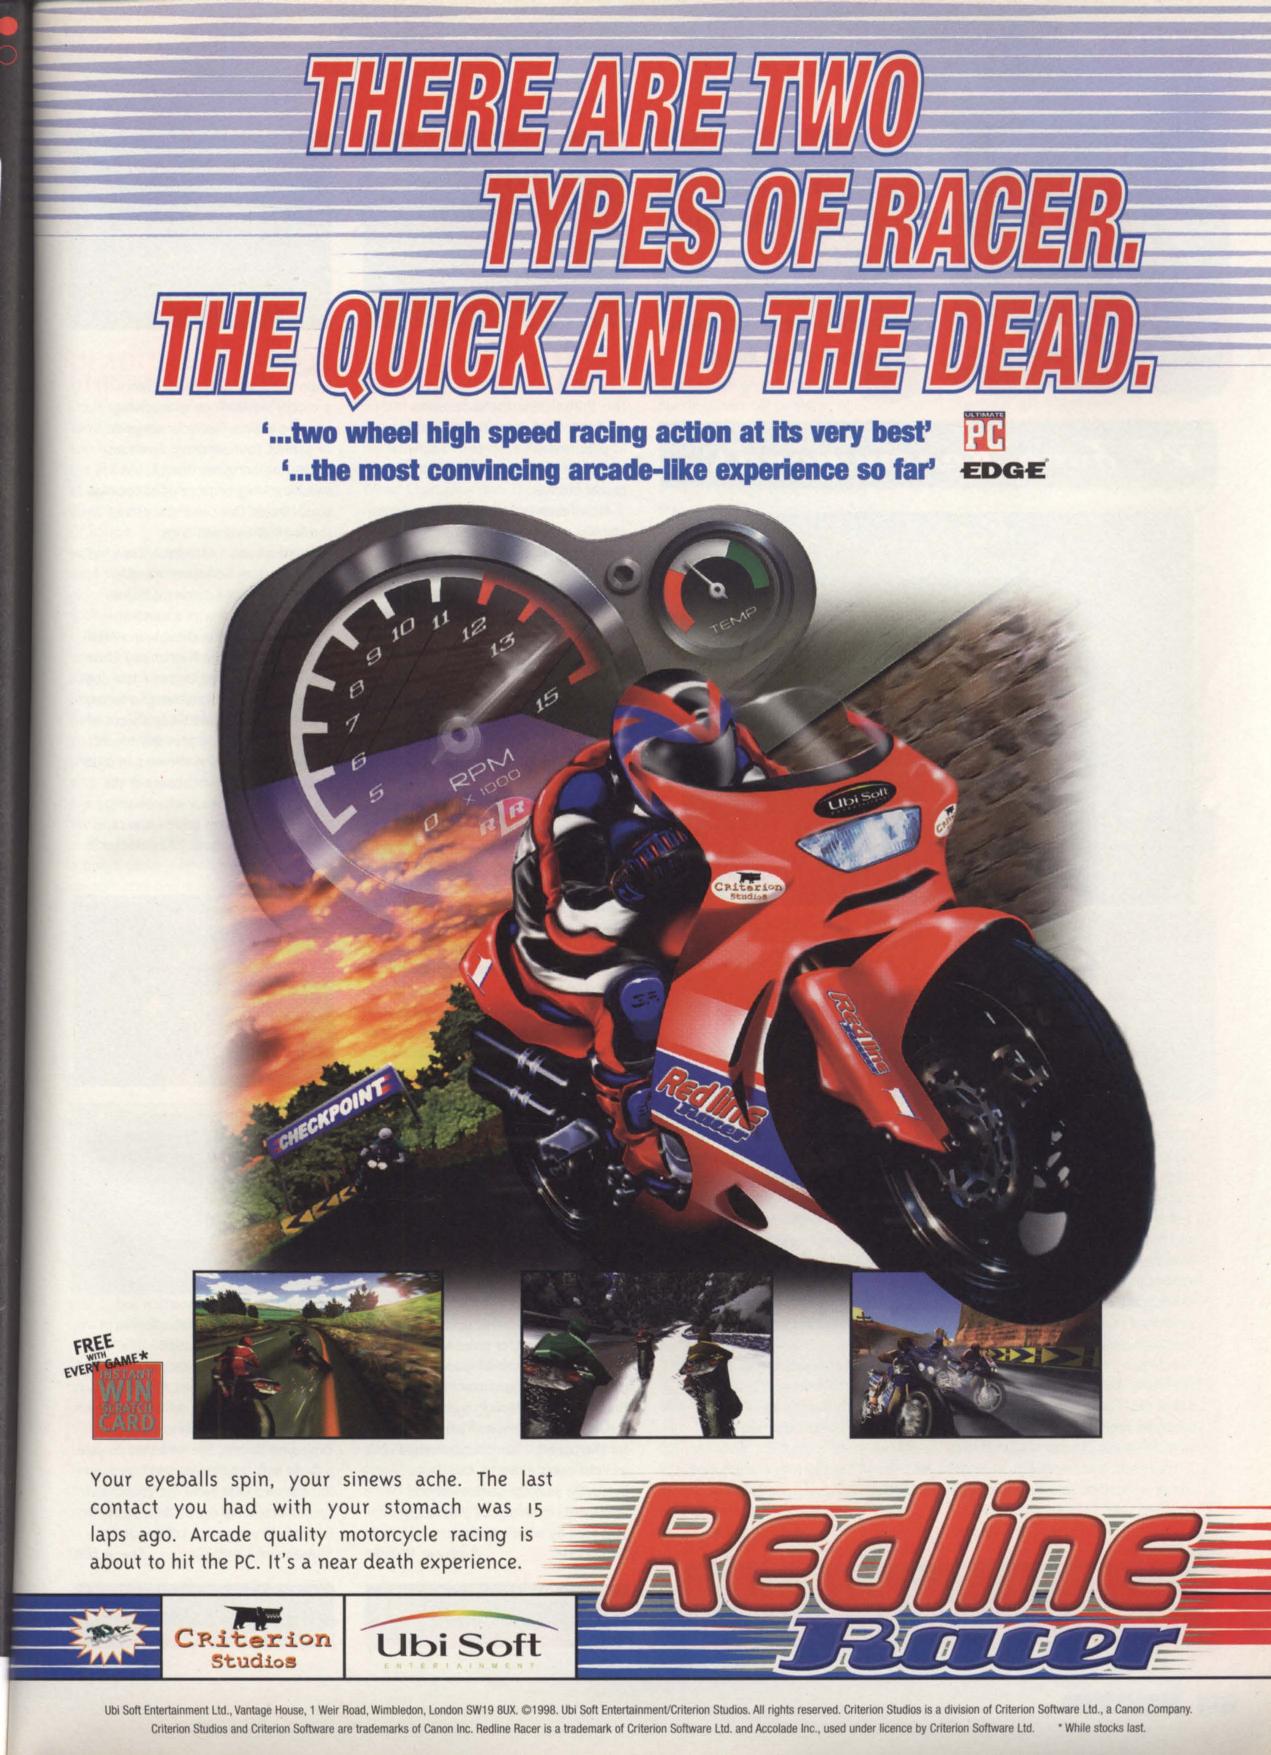 THERE ARE TWO
TYPES OF RACER.
THE QUICK AND THE DEAD.
'...two wheel high speed racing action at its very best'
ULTIMATE
PC
'...the most convincing arcade-like experience so far'
EDGE
TEMP
5
6
7
8
9
10
11
12
13
15
0
RPM
x 1000
R L R
Ubi Soft
Criterion
Studios
Redline
Racer
1
Redline
Racer
CHECKPOINT
FREE
WITH
EVERY GAME*
INSTANT
WIN
SCRATCH
CARD
Your eyeballs spin, your sinews ache. The last
contact you had with your stomach was 15
laps ago. Arcade quality motorcycle racing is
about to hit the PC. It's a near death experience.
Redline
Racer
Criterion
Studios
Ubi Soft
ENTERTAINMENT
Ubi Soft Entertainment Ltd., Vantage House, 1 Weir Road, Wimbledon, London SW19 8UX. ©1998. Ubi Soft Entertainment/Criterion Studios. All rights reserved. Criterion Studios is a division of Criterion Software Ltd., a Canon Company.
Criterion Studios and Criterion Software are trademarks of Canon Inc. Redline Racer is a trademark of Criterion Software Ltd. and Accolade Inc., used under licence by Criterion Software Ltd. * While stocks last.